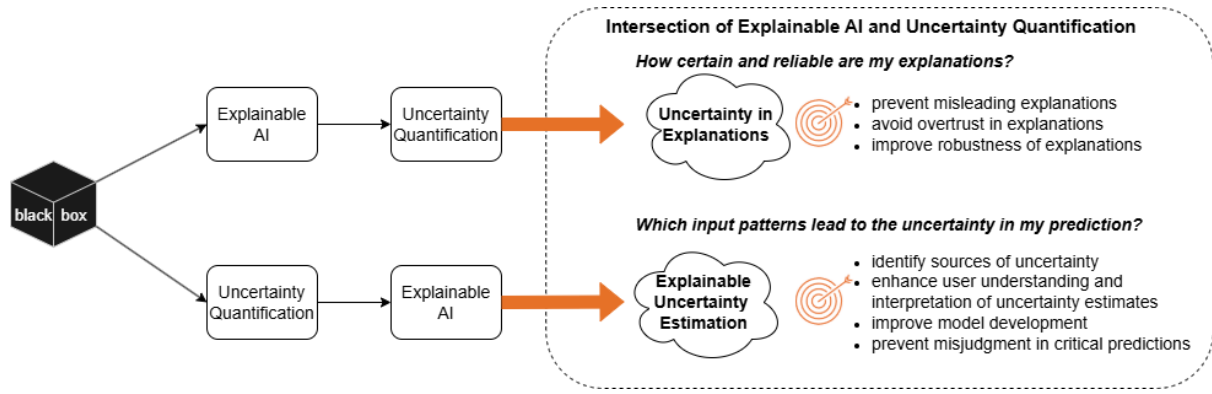 Intersection of Explainable AI and Uncertainty Quantification
How certain and reliable are my explanations?
Explainable
AI
Uncertainty
Quantification
Uncertainty in
Explanations
• prevent misleading explanations
• avoid overtrust in explanations
• improve robustness of explanations
black box
Which input patterns lead to the uncertainty in my prediction?
Uncertainty
Quantification
Explainable
AI
Explainable
Uncertainty
Estimation
• identify sources of uncertainty
• enhance user understanding and
interpretation of uncertainty estimates
• improve model development
• prevent misjudgment in critical predictions